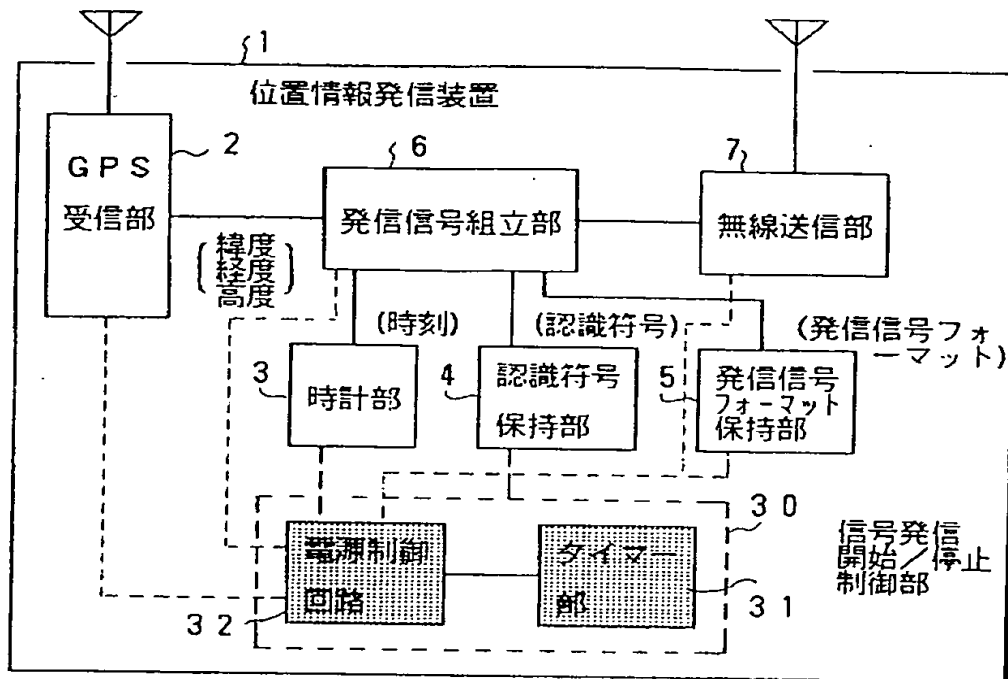 1
位置情報発信装置
2
GPS
受信部
6
発信信号組立部
7
無線送信部
緯度
経度
高度
(時刻)
(認識符号)
(発信信号フォ
ーマット)
3
時計部
4
認識符号
保持部
5
発信信号
フォーマット
保持部
30
信号発信
開始/停止
制御部
電源制御
回路
32
タイマー
部
31